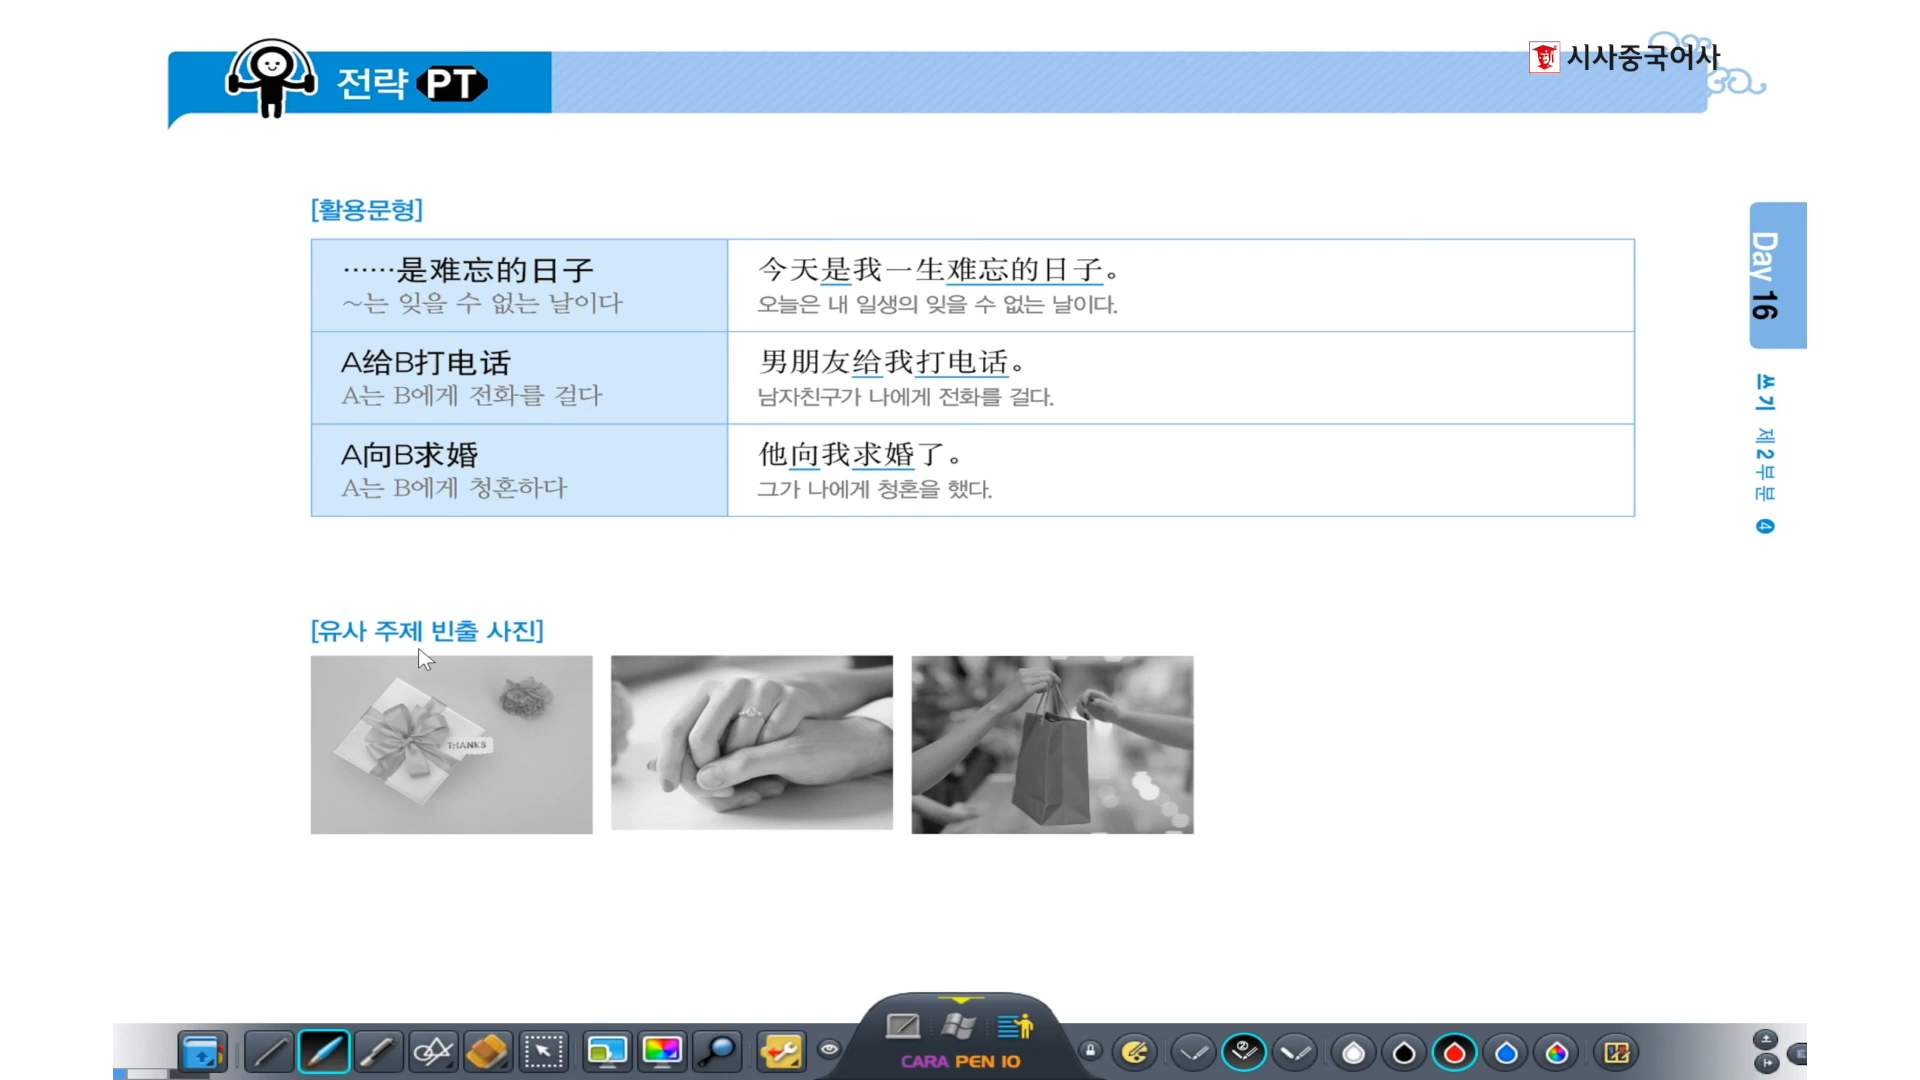 전략 PT
시사중국어사
[활용문형]
……是难忘的日子
~는 잊을 수 없는 날이다
今天是我一生难忘的日子。
오늘은 내 일생의 잊을 수 없는 날이다.
A给B打电话
A는 B에게 전화를 걸다
男朋友给我打电话。
남자친구가 나에게 전화를 걸다.
A向B求婚
A는 B에게 청혼하다
他向我求婚了。
그가 나에게 청혼을 했다.
Day 16
쓰기 제2부분 ❹
[유사 주제 빈출 사진]
THANKS
CARA PEN IO